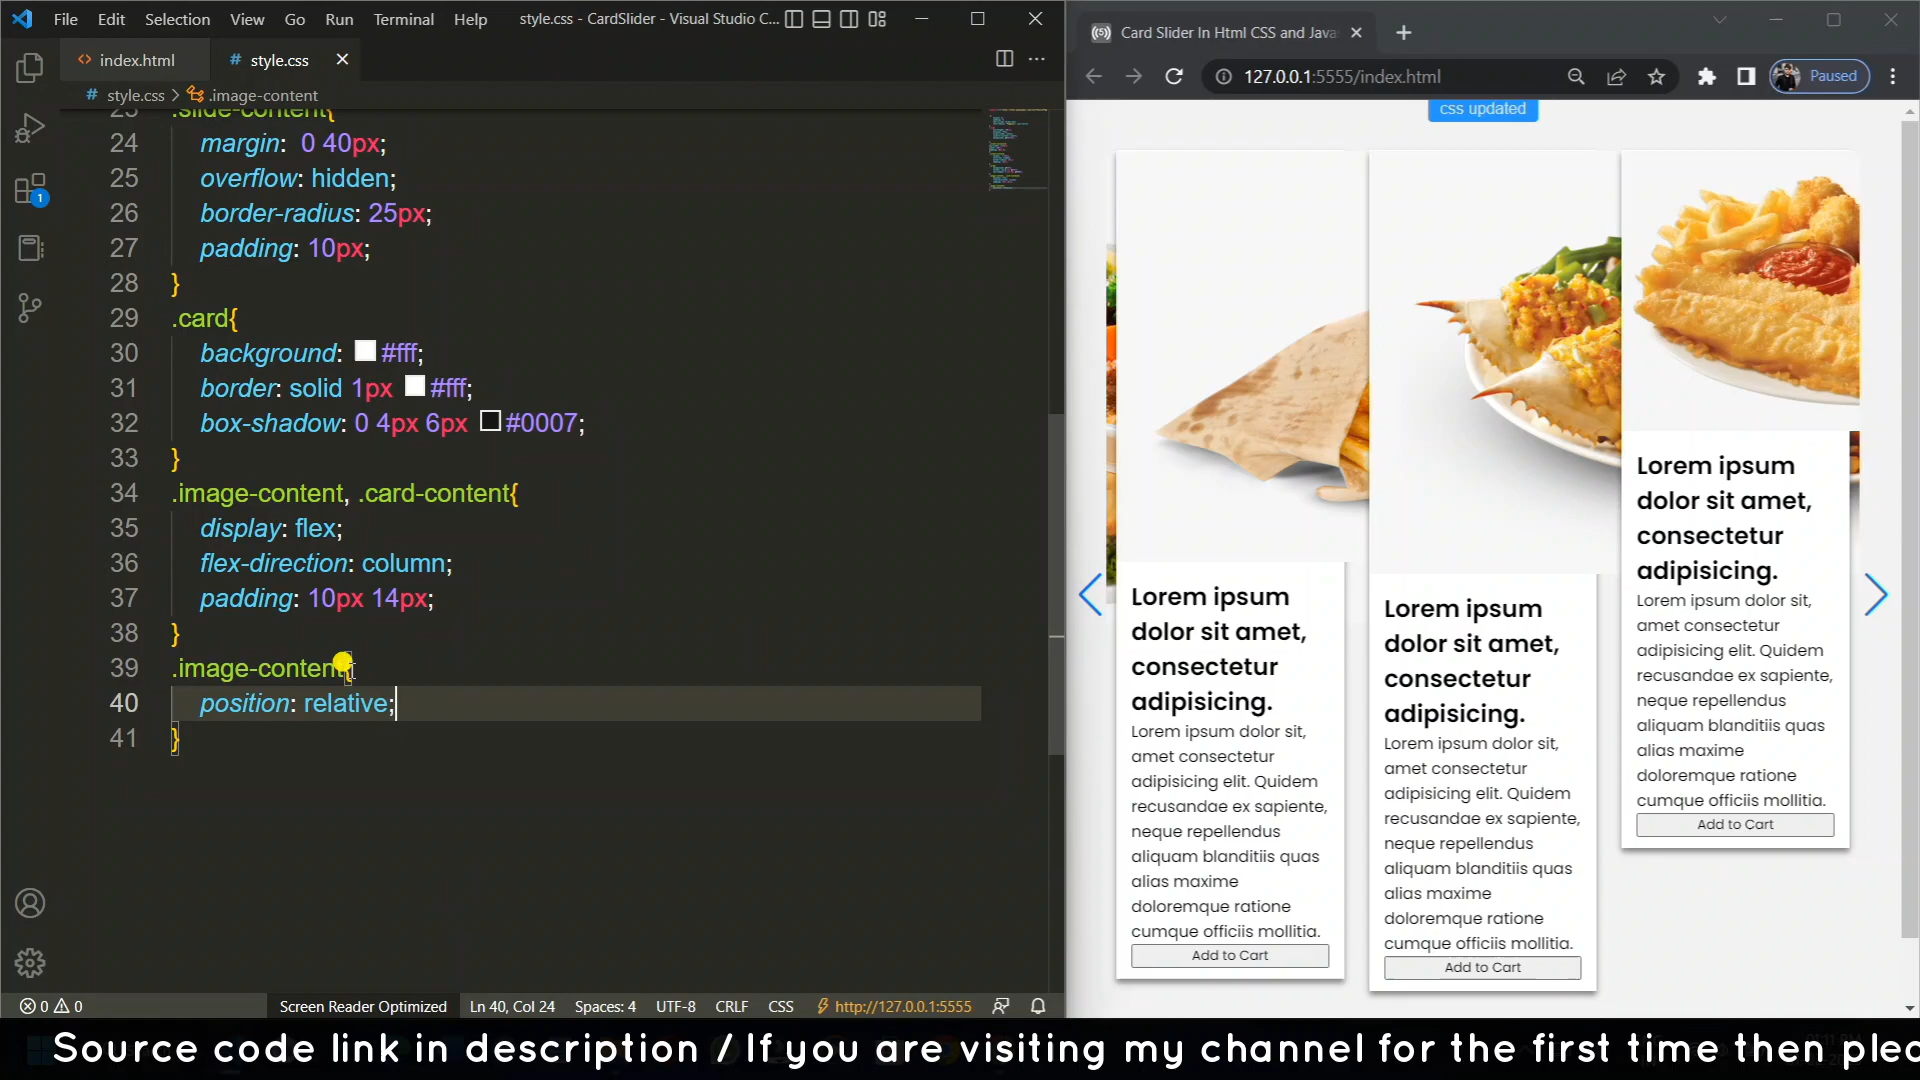 File Edit Selection View Go Run Terminal Help style.css - CardSlider - Visual Studio C...
index.html
# style.css
# style.css > .image-content
23 .slide-content{
24 margin: 0 40px;
25 overflow: hidden;
26 border-radius: 25px;
27 padding: 10px;
28 }
29 .card{
30 background: #fff;
31 border: solid 1px #fff;
32 box-shadow: 0 4px 6px #0007;
33 }
34 .image-content, .card-content{
35 display: flex;
36 flex-direction: column;
37 padding: 10px 14px;
38 }
39 .image-content{
40 position: relative;
41 }
1
0 0 Screen Reader Optimized Ln 40, Col 24 Spaces: 4 UTF-8 CRLF CSS http://127.0.0.1:5555
Card Slider In Html CSS and Java
127.0.0.1:5555/index.html
Paused
css updated
Lorem ipsum
dolor sit amet,
consectetur
adipisicing.
Lorem ipsum dolor sit,
amet consectetur
adipisicing elit. Quidem
recusandae ex sapiente,
neque repellendus
aliquam blanditiis quas
alias maxime
doloremque ratione
cumque officiis mollitia.
Add to Cart
Lorem ipsum
dolor sit amet,
consectetur
adipisicing.
Lorem ipsum dolor sit,
amet consectetur
adipisicing elit. Quidem
recusandae ex sapiente,
neque repellendus
aliquam blanditiis quas
alias maxime
doloremque ratione
cumque officiis mollitia.
Add to Cart
Lorem ipsum
dolor sit amet,
consectetur
adipisicing.
Lorem ipsum dolor sit,
amet consectetur
adipisicing elit. Quidem
recusandae ex sapiente,
neque repellendus
aliquam blanditiis quas
alias maxime
doloremque ratione
cumque officiis mollitia.
Add to Cart
Source code link in description / If you are visiting my channel for the first time then plea